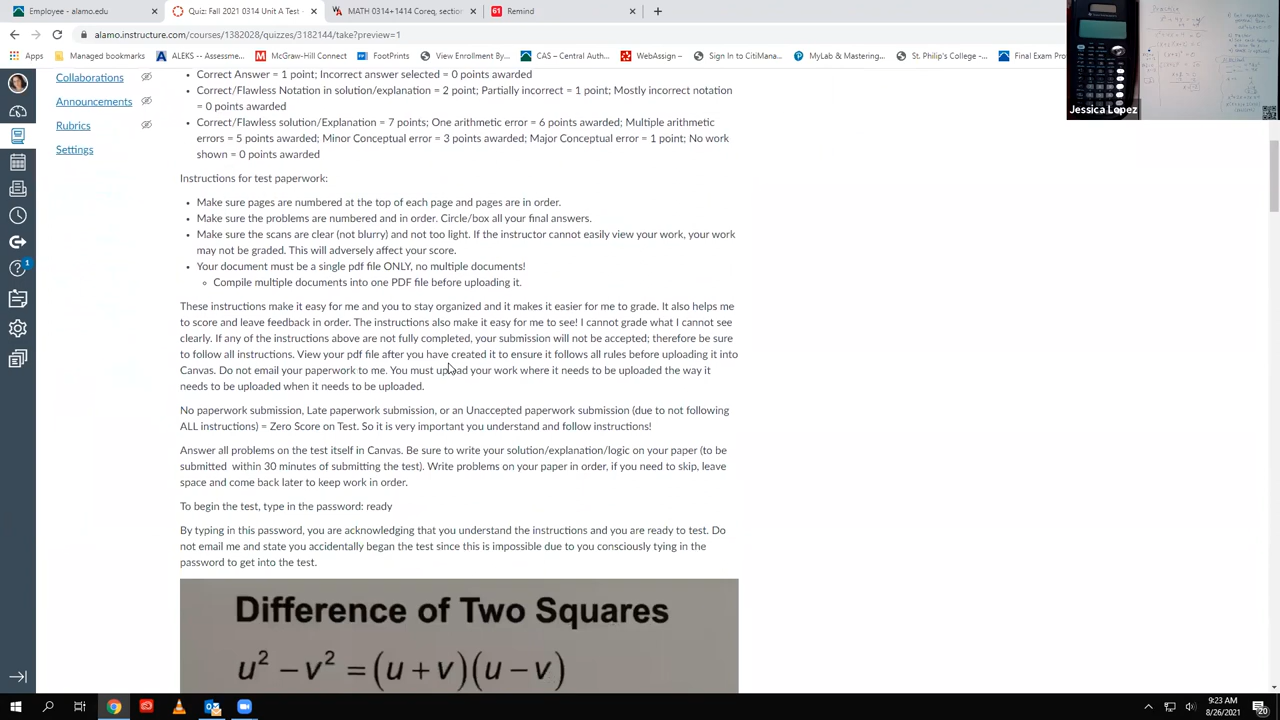 Employee - alamo.edu
Quiz: Fall 2021 0314 Unit A Test -
MATH 0314+1414 Coreq, section
Remind
alamo.instructure.com/courses/1382028/quizzes/3182144/take?preview=1
Apps
Managed bookmarks
ALEKS
McGrawHill Connect
Important Websites
Free
- Central Auth...
WebAssign -
Sign In to CitiMana...
MyLab Mastering...
St. Philip's College -...
Final Exam Pro
Jessica Lopez
Collaborations
Announcements
Rubrics
Settings
Correct Answer = 1 point; Incorrect answer selected = 0 points awarded
Correct/Flawless Notation in solution/explanation = 2 point; Partially incorrect = 1 point; Mostly incorrect notation
= 0 points awarded
Correct/Flawless solution/Explanation = 7 points; One arithmetic error = 6 points awarded; Multiple arithmetic
errors = 5 points awarded; Minor Conceptual error = 3 points awarded; Major Conceptual error = 1 point; No work
shown = 0 points awarded
Instructions for test paperwork:
Make sure pages are numbered at the top of each page and pages are in order.
Make sure the problems are numbered and in order. Circle/box all your final answers.
Make sure the scans are clear (not blurry) and not too light. If the instructor cannot easily view your work, your work
may not be graded. This will adversely affect your score.
Your document must be a single pdf file ONLY, no multiple documents!
Compile multiple documents into one PDF file before uploading it.
These instructions make it easy for me and you to stay organized and it makes it easier for me to grade. It also helps me
to score and leave feedback in order. The instructions also make it easy for me to see! I cannot grade what I cannot see
clearly. If any of the instructions above are not fully completed, your submission will not be accepted; therefore be sure
to follow all instructions. View your pdf file after you have created it to ensure it follows all rules before uploading it into
Canvas. Do not email your paperwork to me. You must upload your work where it needs to be uploaded the way it
needs to be uploaded when it needs to be uploaded.
No paperwork submission, Late paperwork submission, or an Unaccepted paperwork submission (due to not following
ALL instructions) = Zero Score on Test. So it is very important you understand and follow instructions!
Answer all problems on the test itself in Canvas. Be sure to write your solution/explanation/logic on your paper (to be
submitted within 30 minutes of submitting the test). Write problems on your paper in order, if you need to skip, leave
space and come back later to keep work in order.
To begin the test, type in the password: ready
By typing in this password, you are acknowledging that you understand the instructions and you are ready to test. Do
not email me and state you accidentally began the test since this is impossible due to you consciously tying in the
password to get into the test.
Difference of Two Squares
u² − v² = (u + v)(u − v)
9:23 AM
8/26/2021
20